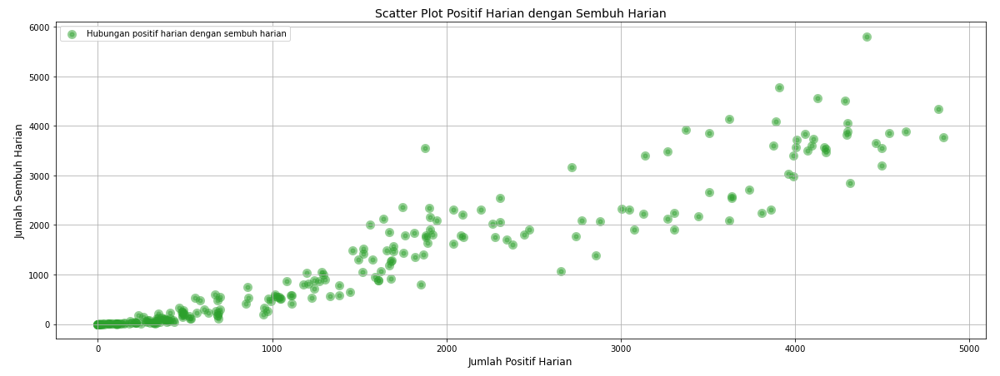 Scatter Plot Positif Harian dengan Sembuh Harian
Hubungan positif harian dengan sembuh harian
6000
5000
4000
3000
2000
1000
0
Jumlah Sembuh Harian
0 1000 2000 3000 4000 5000
Jumlah Positif Harian